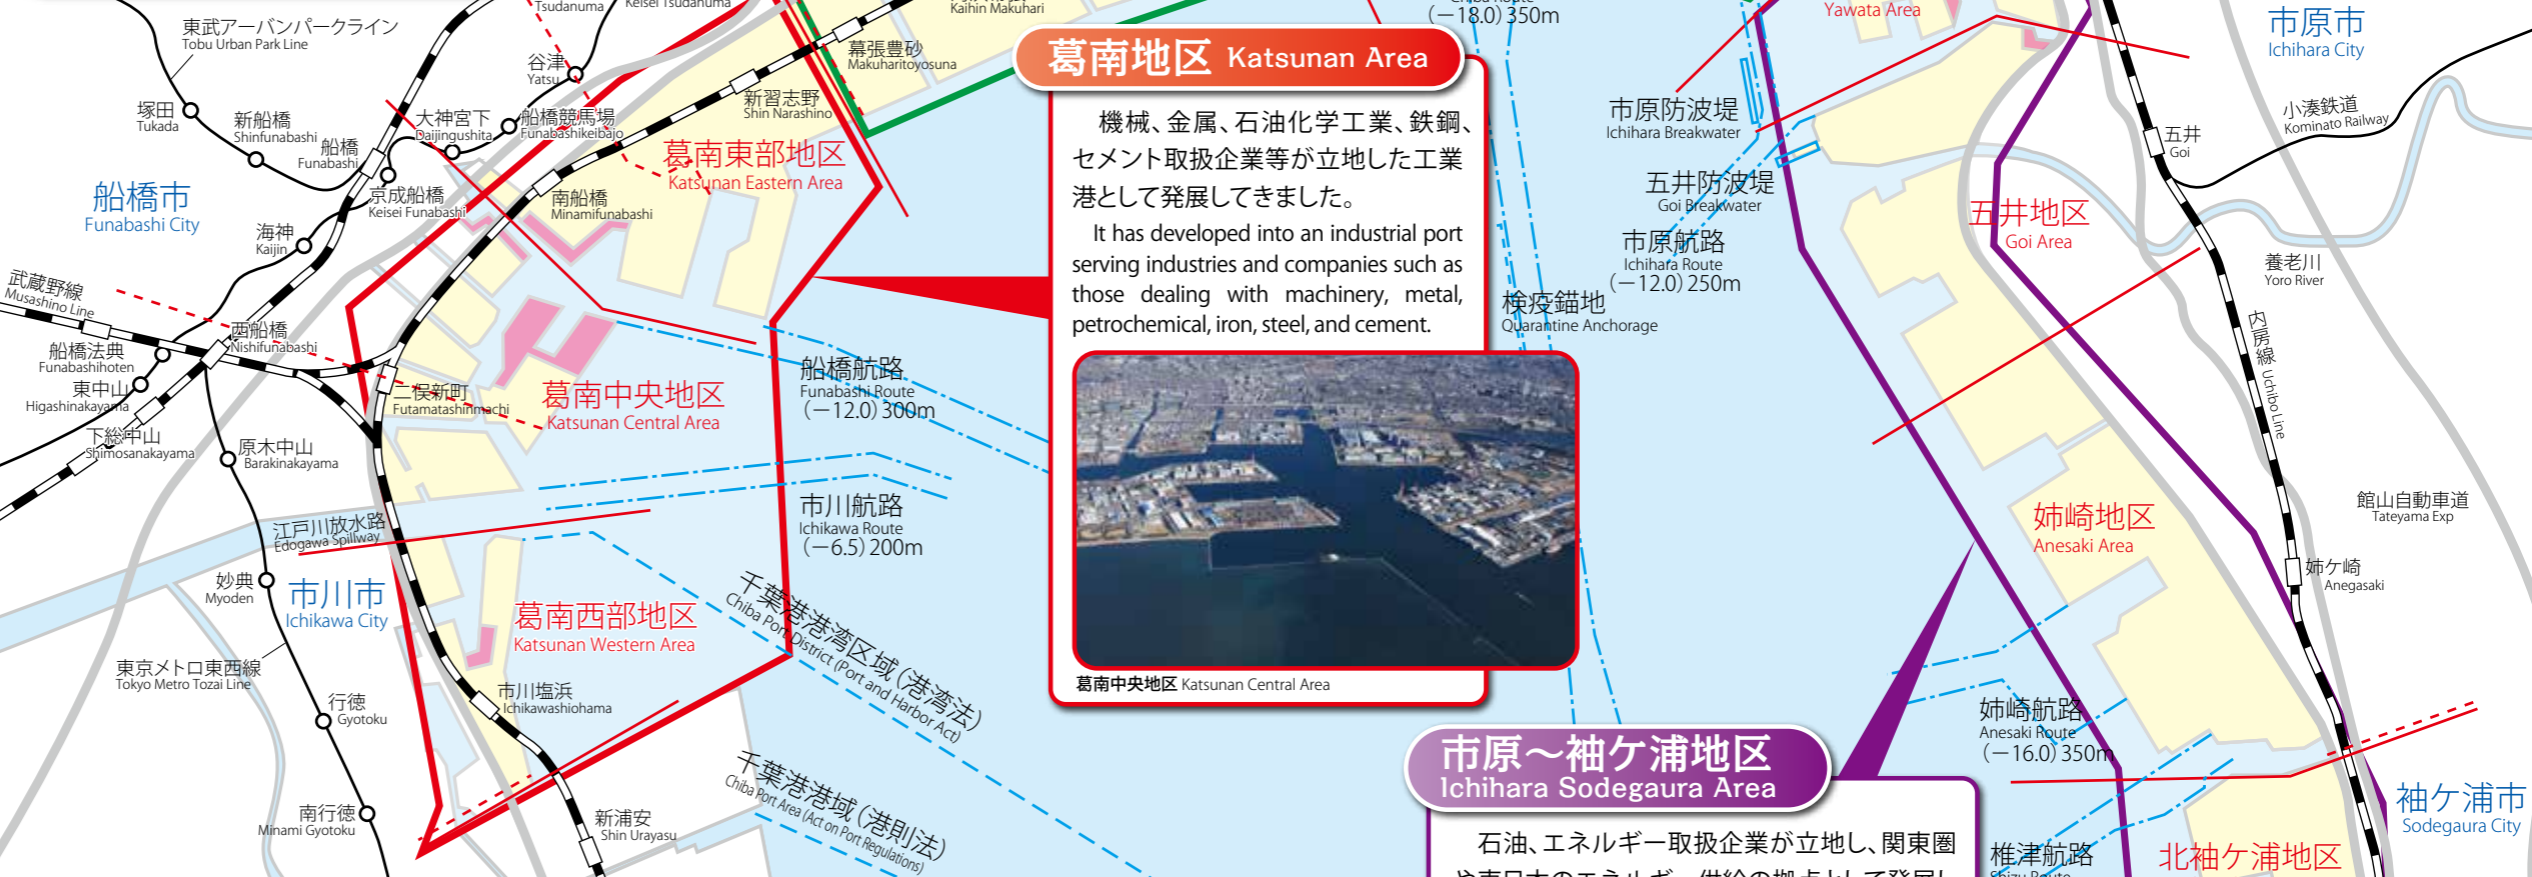 東武アーバンパークライン
Tobu Urban Park Line
Tsudanuma
Keisei Tsudanuma
谷津
Yatsu
塚田
Tukada
新船橋
Shinfunabashi
船橋
Funabashi
大神宮下
Daijingushita
船橋競馬場
Funabashikeibajo
京成船橋
Keisei Funabashi
船橋市
Funabashi City
海神
Kaijin
武蔵野線
Musashino Line
西船橋
Nishifunabashi
船橋法典
Funabashihoten
東中山
Higashinakayama
下総中山
Shimosanakayama
原木中山
Barakinakayama
二俣新町
Futamatashinmachi
江戸川放水路
Edogawa Spillway
妙典
Myoden
市川市
Ichikawa City
東京メトロ東西線
Tokyo Metro Tozai Line
行徳
Gyotoku
南行徳
Minami Gyotoku
市川塩浜
Ichikawashiohama
新浦安
Shin Urayasu
Kaihin Makuhari
幕張豊砂
Makuharitoyosuna
新習志野
Shin Narashino
南船橋
Minamifunabashi
葛南東部地区
Katsunan Eastern Area
葛南中央地区
Katsunan Central Area
葛南西部地区
Katsunan Western Area
船橋航路
Funabashi Route
(－12.0)300m
市川航路
Ichikawa Route
(－6.5)200m
千葉港港湾区域(港湾法)
Chiba Port District (Port and Harbor Act)
千葉港港域(港則法)
Chiba Port Area (Act on Port Regulations)
葛南地区 Katsunan Area
機械、金属、石油化学工業、鉄鋼、
セメント取扱企業等が立地した工業
港として発展してきました。
It has developed into an industrial port
serving industries and companies such as
those dealing with machinery, metal,
petrochemical, iron, steel, and cement.
葛南中央地区 Katsunan Central Area
(－18.0)350m
Yawata Area
市原市
Ichihara City
市原防波堤
Ichihara Breakwater
五井防波堤
Goi Breakwater
市原航路
Ichihara Route
(－12.0)250m
検疫錨地
Quarantine Anchorage
五井
Goi
小湊鉄道
Kominato Railway
五井地区
Goi Area
養老川
Yoro River
内房線 Uchibo Line
館山自動車道
Tateyama Exp
姉崎地区
Anesaki Area
姉ケ崎
Anegasaki
姉崎航路
Anesaki Route
(－16.0)350m
市原～袖ケ浦地区
Ichihara Sodegaura Area
石油、エネルギー取扱企業が立地し、関東圏
袖ケ浦市
Sodegaura City
椎津航路
北袖ケ浦地区